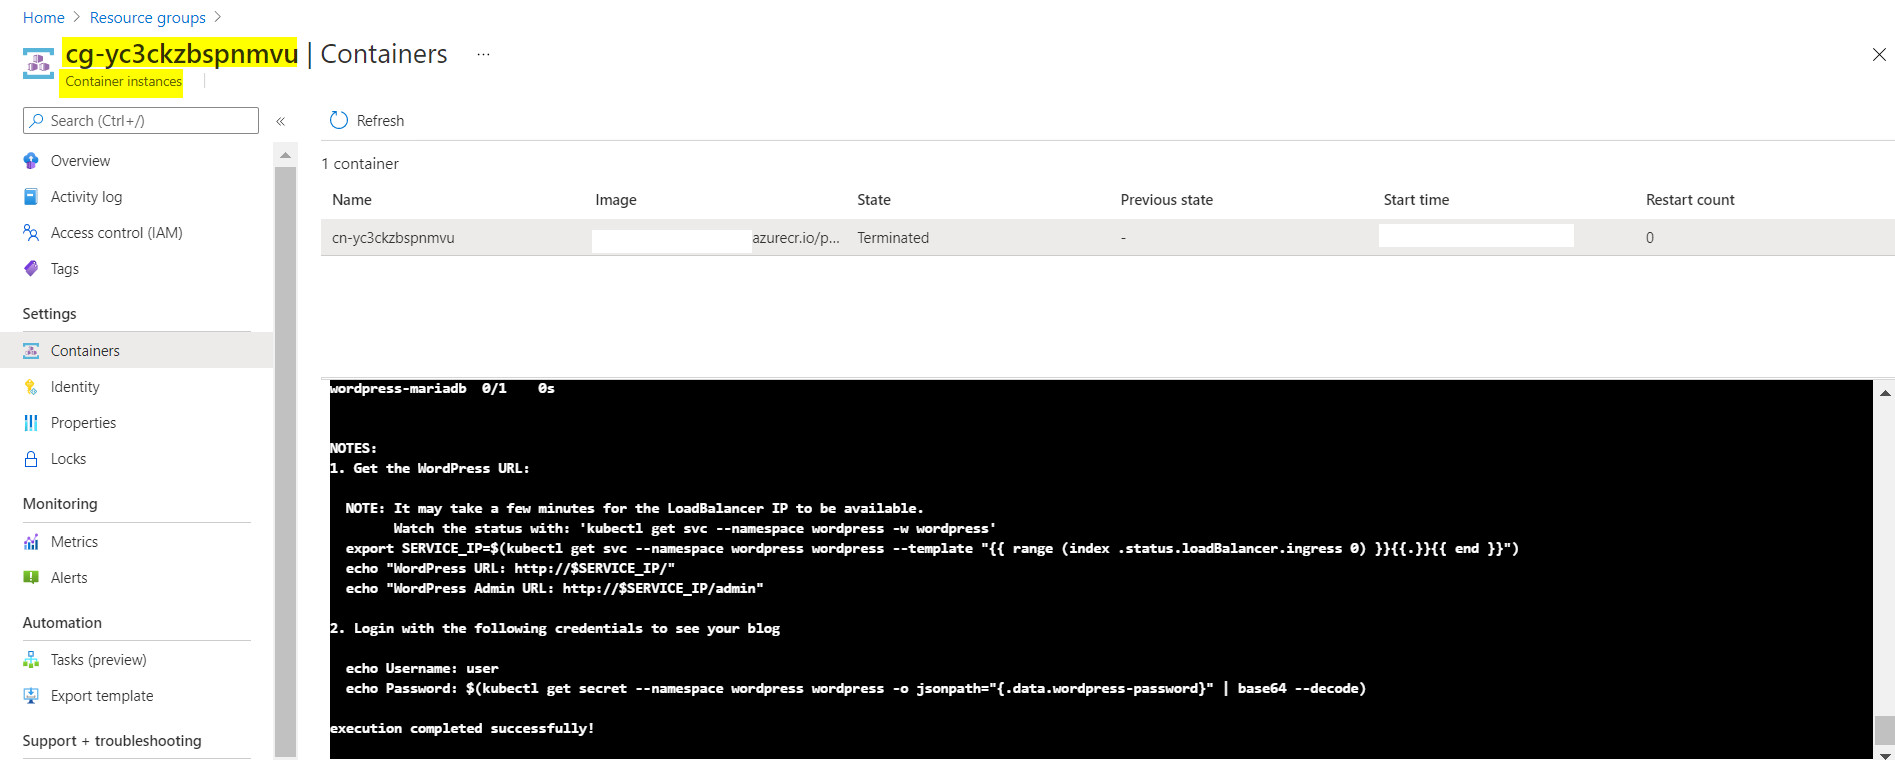 Home > Resource groups >
cg-yc3ckzbspnmvu | Containers ...
Container instances
Search (Ctrl+/)
«
Overview
Activity log
Access control (IAM)
Tags
Settings
Containers
Identity
Properties
Locks
Monitoring
Metrics
Alerts
Automation
Tasks (preview)
Export template
Support + troubleshooting
Refresh
1 container
Name Image State Previous state Start time Restart count
cn-yc3ckzbspnmvu azurecr.io/p... Terminated - 0
wordpress-mariadb 0/1 0s
NOTES:
1. Get the WordPress URL:
NOTE: It may take a few minutes for the LoadBalancer IP to be available.
Watch the status with: 'kubectl get svc --namespace wordpress -w wordpress'
export SERVICE_IP=$(kubectl get svc --namespace wordpress wordpress --template "{{ range (index .status.loadBalancer.ingress 0) }}{{.}}{{ end }}")
echo "WordPress URL: http://$SERVICE_IP/"
echo "WordPress Admin URL: http://$SERVICE_IP/admin"
2. Login with the following credentials to see your blog
echo Username: user
echo Password: $(kubectl get secret --namespace wordpress wordpress -o jsonpath="{.data.wordpress-password}" | base64 --decode)
execution completed successfully!